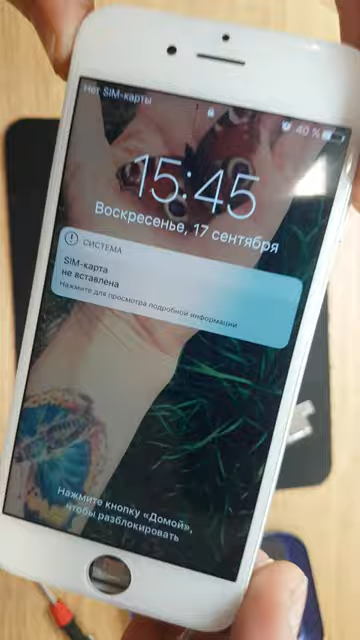 Нет SIM-карты
40 %
15:45
Воскресенье, 17 сентября
СИСТЕМА
SIM-карта
не вставлена
Нажмите для просмотра подробной информации
Нажмите кнопку «Домой»,
чтобы разблокировать